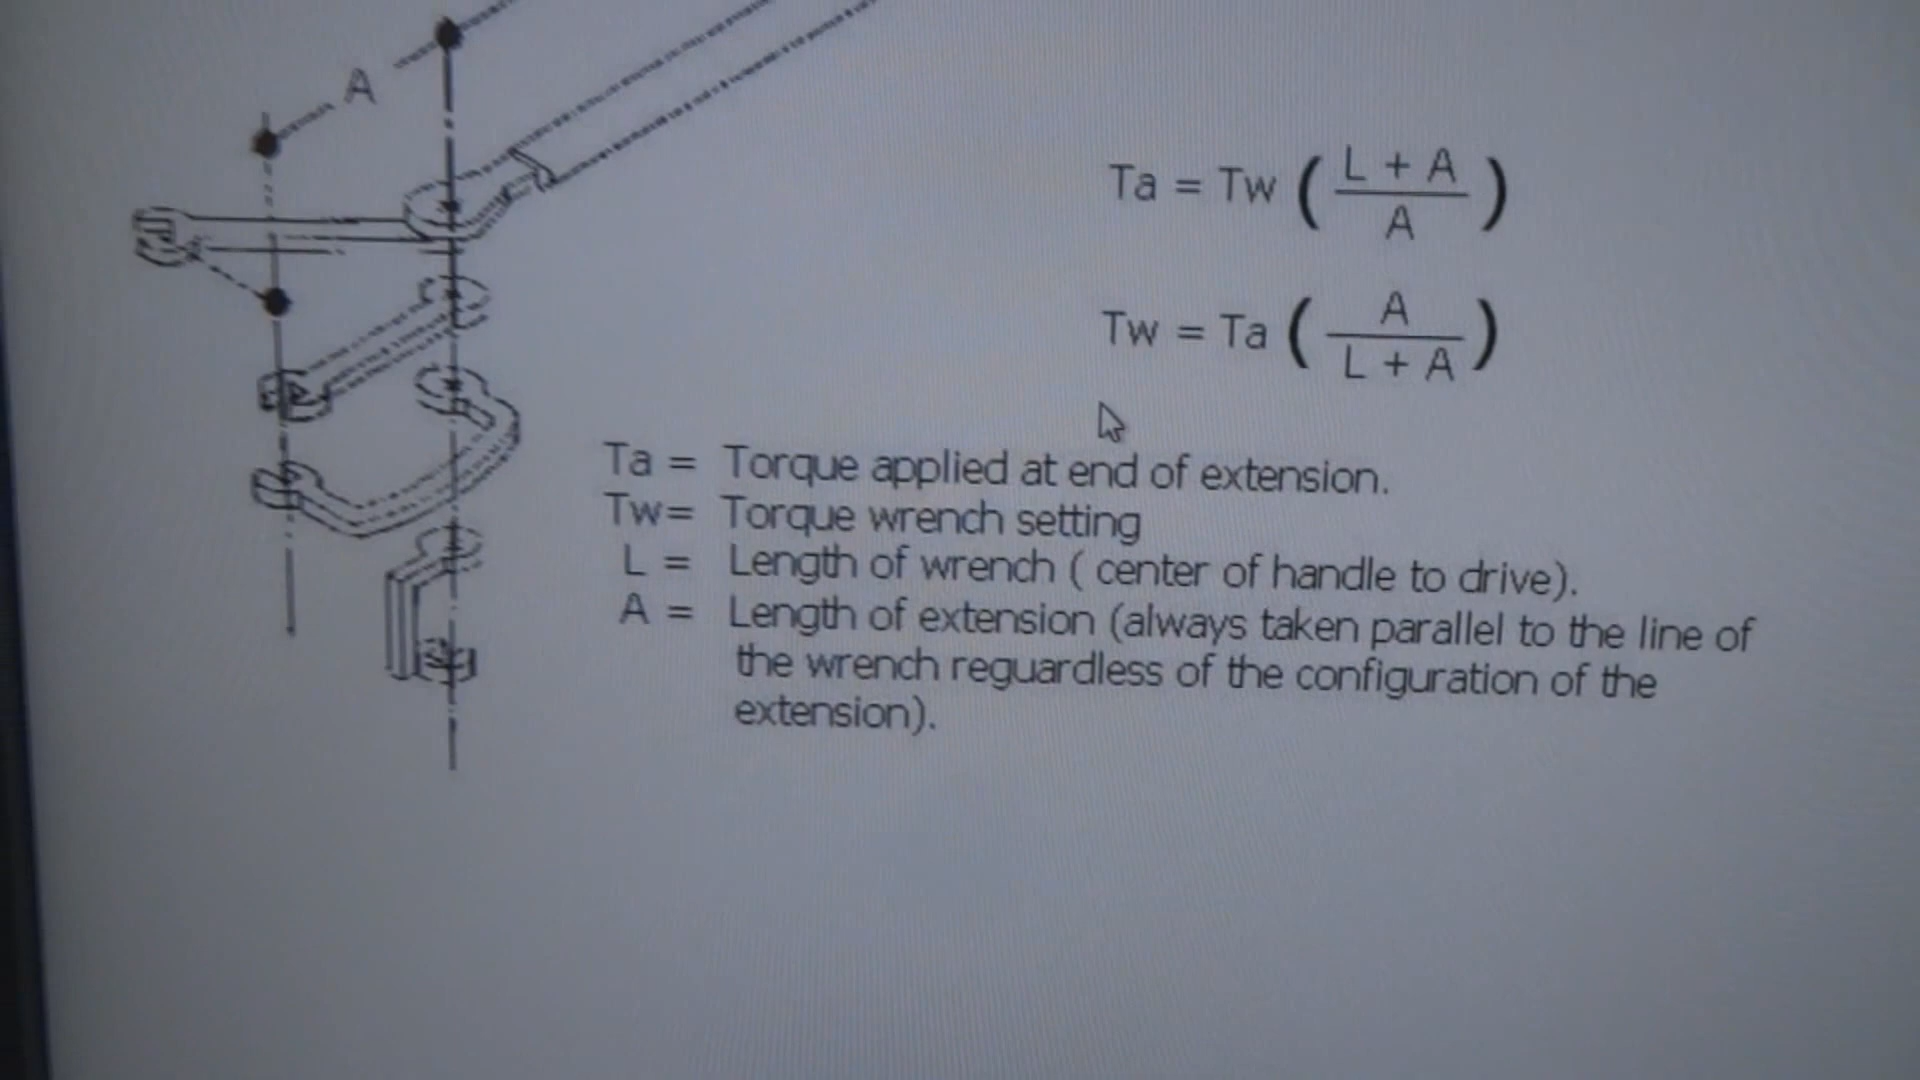 A
Ta = Tw ( L + A / A )
Tw = Ta ( A / L + A )
Ta = Torque applied at end of extension.
Tw= Torque wrench setting
L = Length of wrench ( center of handle to drive).
A = Length of extension (always taken parallel to the line of
the wrench reguardless of the configuration of the
extension).